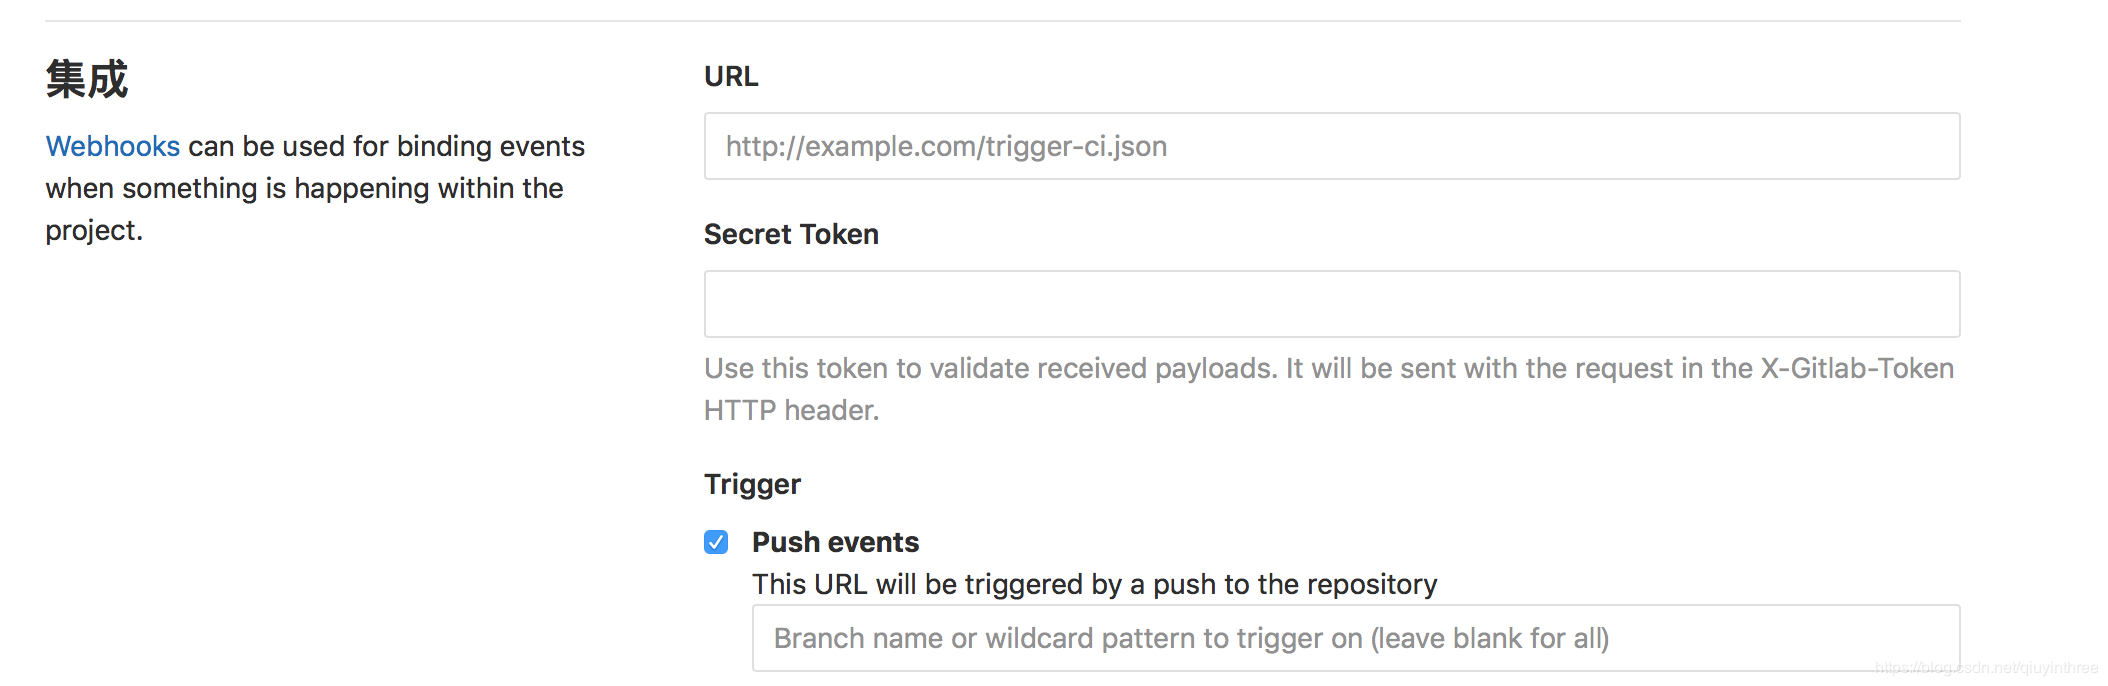 集成
Webhooks can be used for binding events
when something is happening within the
project.
URL
http://example.com/trigger-ci.json
Secret Token
Use this token to validate received payloads. It will be sent with the request in the X-Gitlab-Token
HTTP header.
Trigger
Push events
This URL will be triggered by a push to the repository
Branch name or wildcard pattern to trigger on (leave blank for all)
https://blog.csdn.net/qiuyinthree